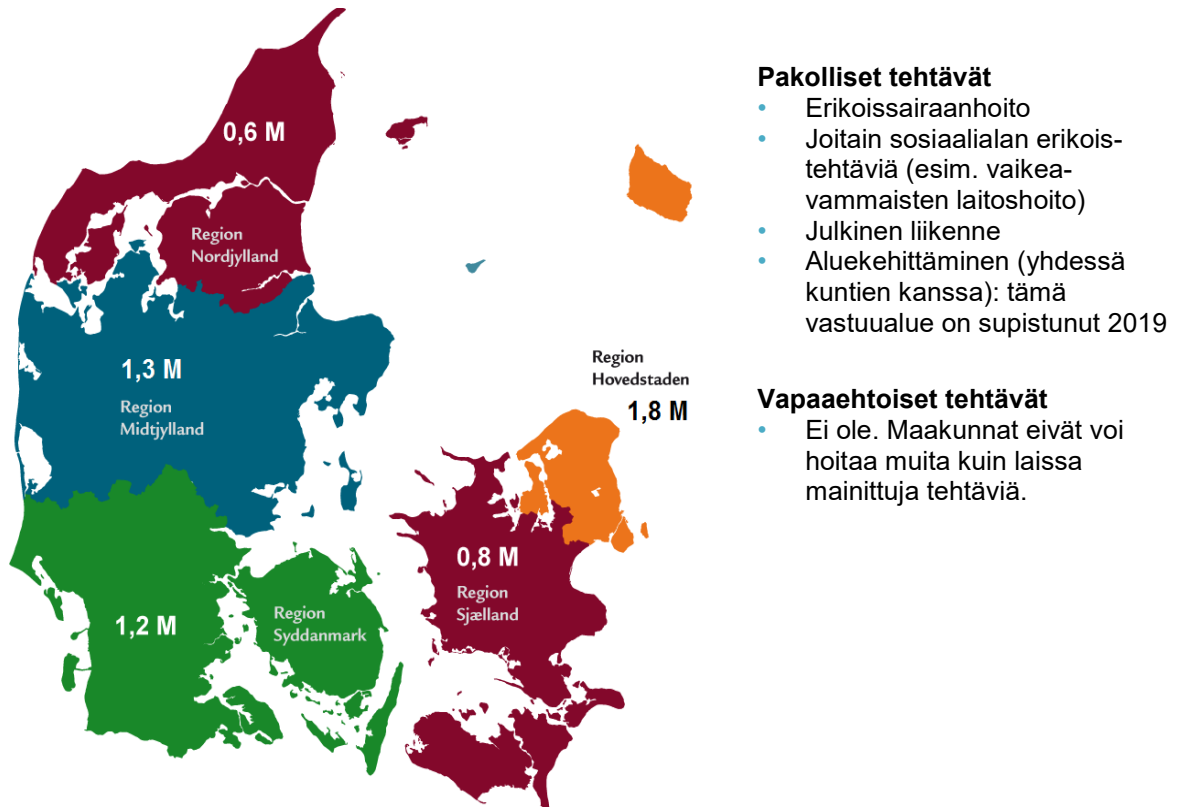 0,6 M
Region
Nordjylland
1,3 M
Region
Midtjylland
Region
Hovedstaden
1,8 M
0,8 M
Region
Sjælland
1,2 M
Region
Syddanmark
Pakolliset tehtävät
• Erikoissairaanhoito
• Joitain sosiaalialan erikois-
tehtäviä (esim. vaikea-
vammaisten laitoshoito)
• Julkinen liikenne
• Aluekehittäminen (yhdessä
kuntien kanssa): tämä
vastuualue on supistunut 2019
Vapaaehtoiset tehtävät
• Ei ole. Maakunnat eivät voi
hoitaa muita kuin laissa
mainittuja tehtäviä.